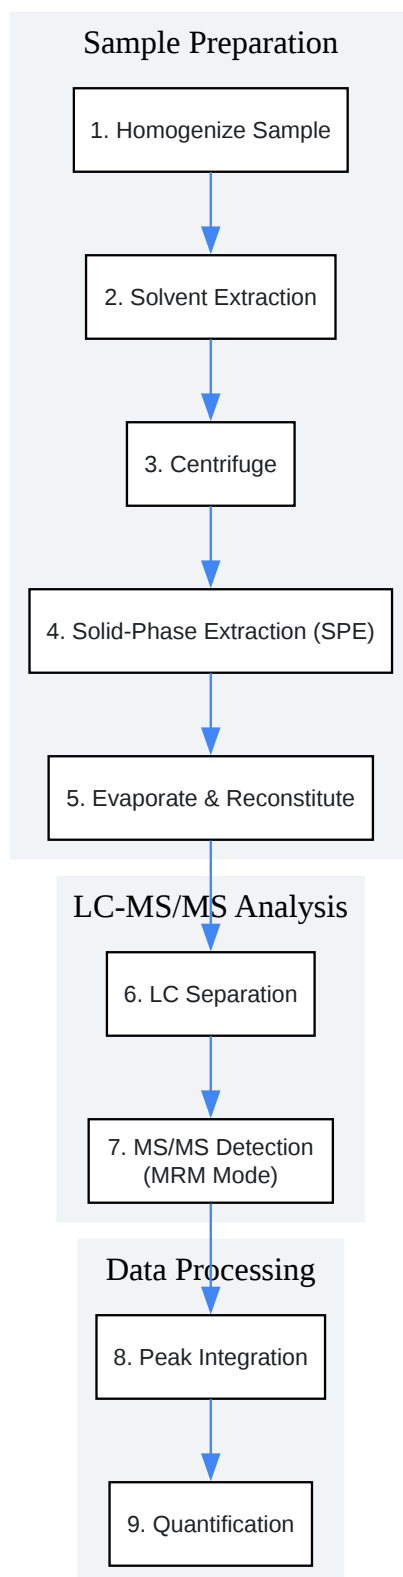 Sample Preparation
1. Homogenize Sample
2. Solvent Extraction
3. Centrifuge
4. Solid-Phase Extraction (SPE)
5. Evaporate & Reconstitute
LC-MS/MS Analysis
6. LC Separation
7. MS/MS Detection
(MRM Mode)
Data Processing
8. Peak Integration
9. Quantification